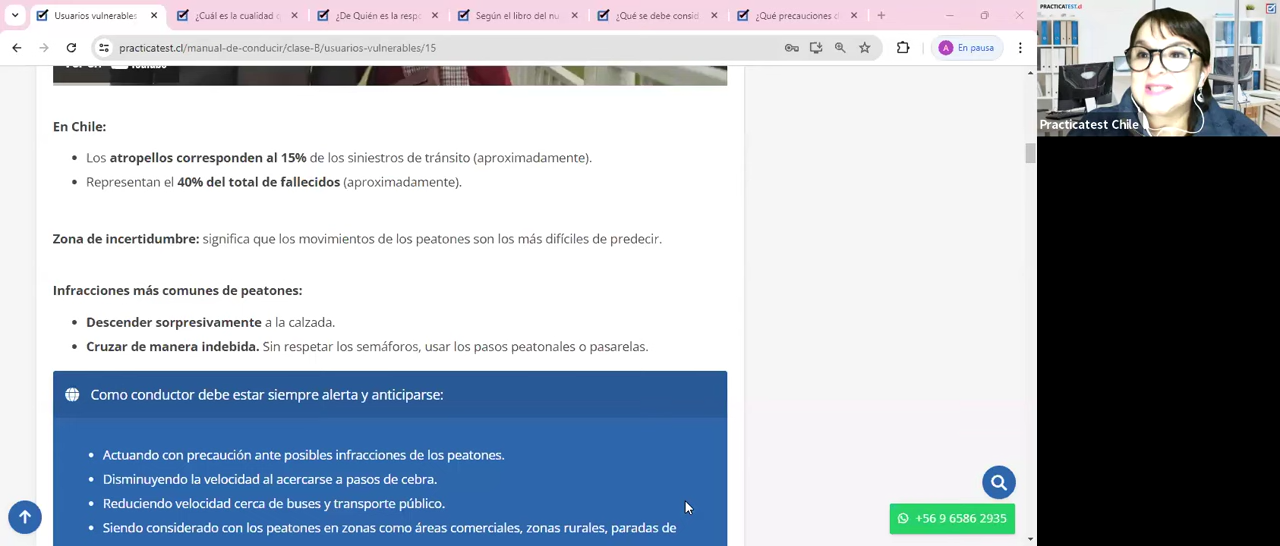 Usuarios vulnerables
¿Cuál es la cualidad
¿De Quién es la resp
Según el libro del nu
¿Qué se debe consid
¿Qué precauciones d
practicatest.cl/manual-de-conducir/clase-B/usuarios-vulnerables/15
A
En pausa
PRACTICATEST.cl
Practicatest Chile
En Chile:
Los atropellos corresponden al 15% de los siniestros de tránsito (aproximadamente).
Representan el 40% del total de fallecidos (aproximadamente).
Zona de incertidumbre: significa que los movimientos de los peatones son los más difíciles de predecir.
Infracciones más comunes de peatones:
Descender sorpresivamente a la calzada.
Cruzar de manera indebida. Sin respetar los semáforos, usar los pasos peatonales o pasarelas.
Como conductor debe estar siempre alerta y anticiparse:
Actuando con precaución ante posibles infracciones de los peatones.
Disminuyendo la velocidad al acercarse a pasos de cebra.
Reduciendo velocidad cerca de buses y transporte público.
Siendo considerado con los peatones en zonas como áreas comerciales, zonas rurales, paradas de
+56 9 6586 2935